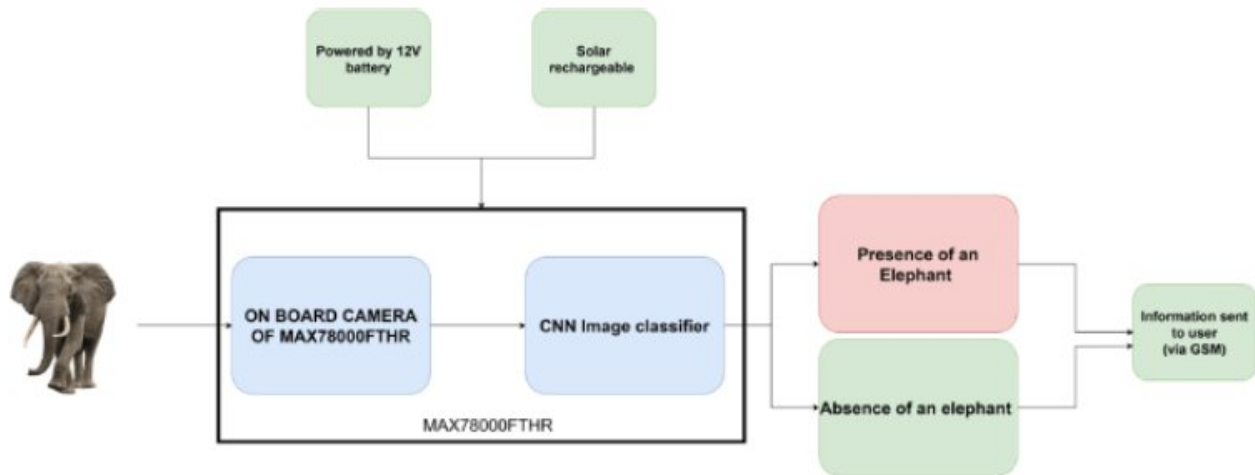 Powered by 12V
battery
Solar
rechargeable
ON BOARD CAMERA
OF MAX78000FTHR
CNN Image classifier
MAX78000FTHR
Presence of an
Elephant
Absence of an elephant
Information sent
to user
(via GSM)